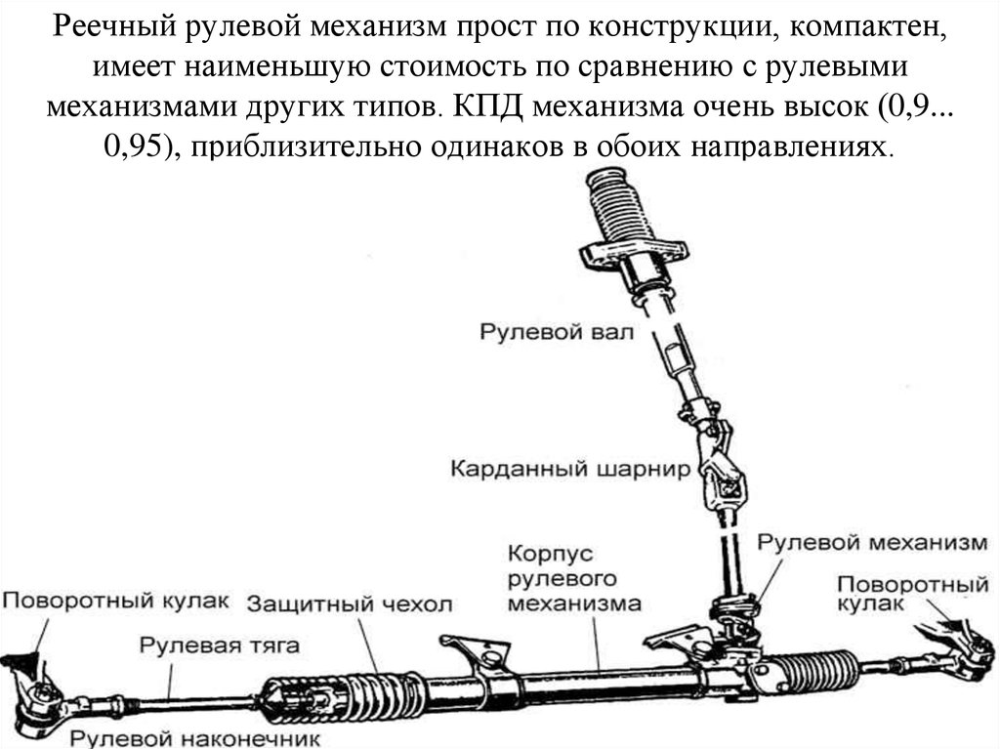 Реечный рулевой механизм прост по конструкции, компактен,
имеет наименьшую стоимость по сравнению с рулевыми
механизмами других типов. КПД механизма очень высок (0,9...
0,95), приблизительно одинаков в обоих направлениях.
Рулевой вал
Карданный шарнир
Рулевой механизм
Корпус
рулевого
механизма
Поворотный
кулак
Поворотный кулак
Защитный чехол
Рулевая тяга
Рулевой наконечник